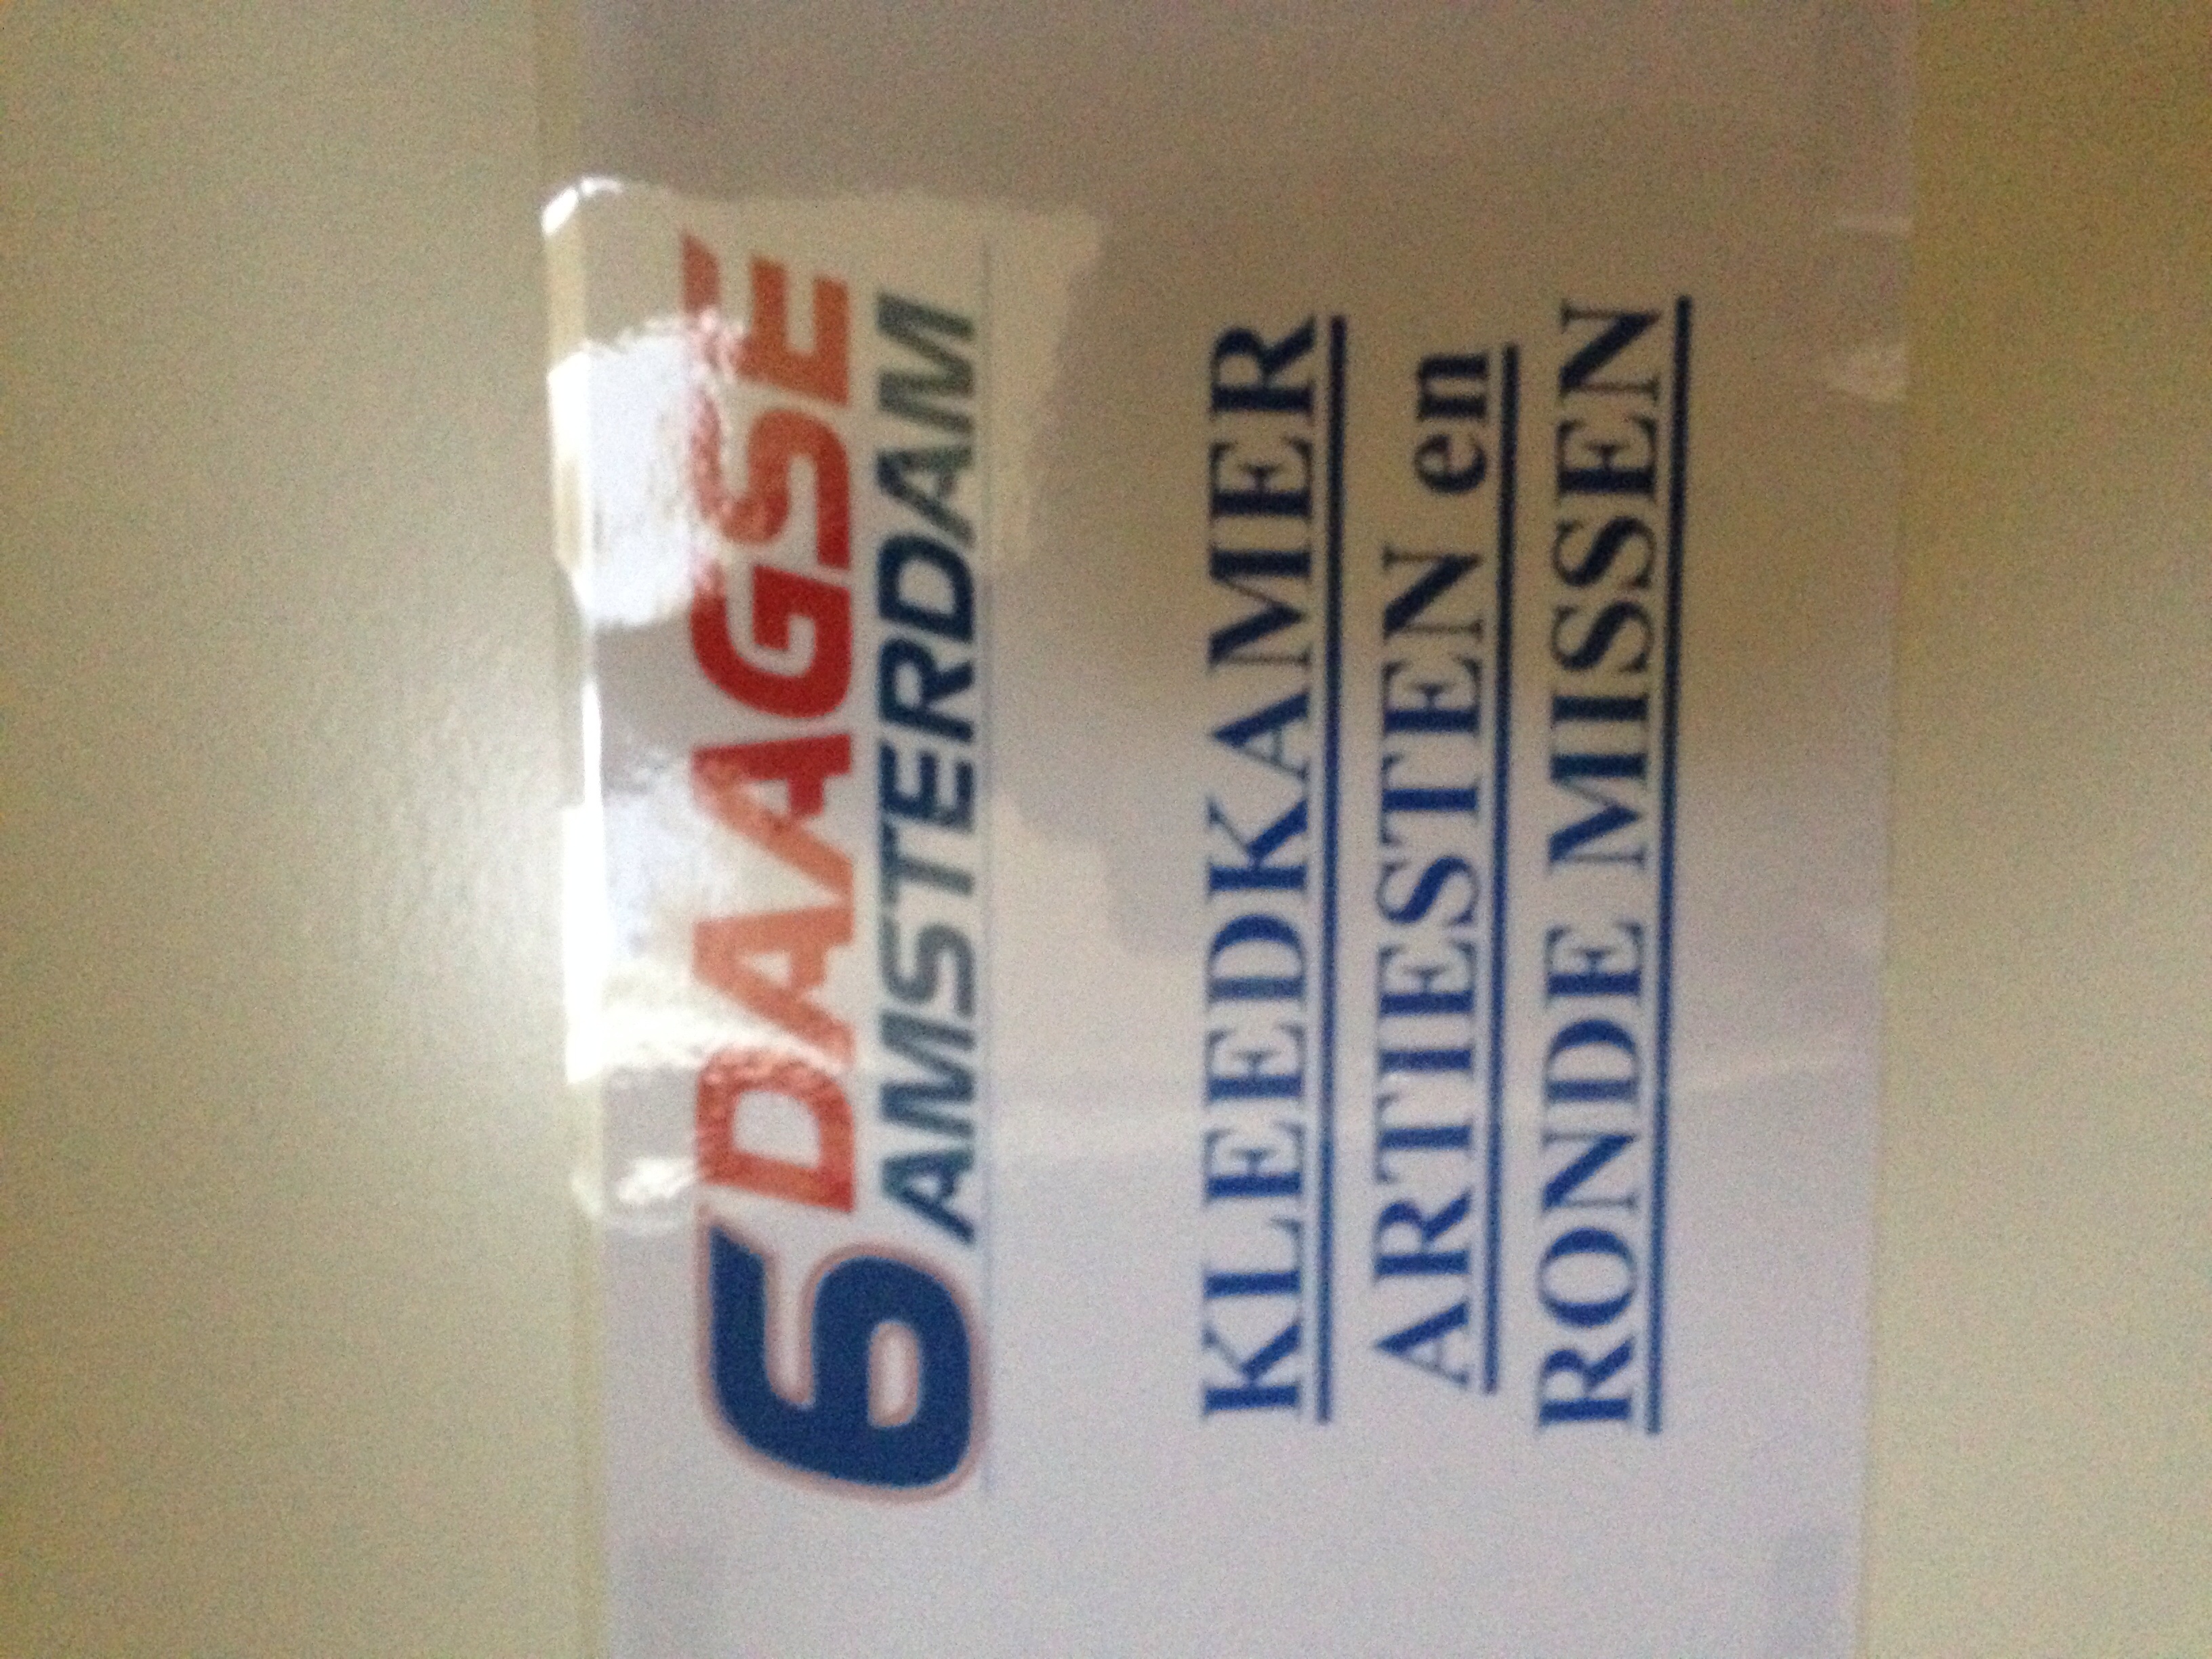 6DAAGSE
AMSTERDAM
KLEEDKAMER
ARTIESTEN en
RONDE MISSEN